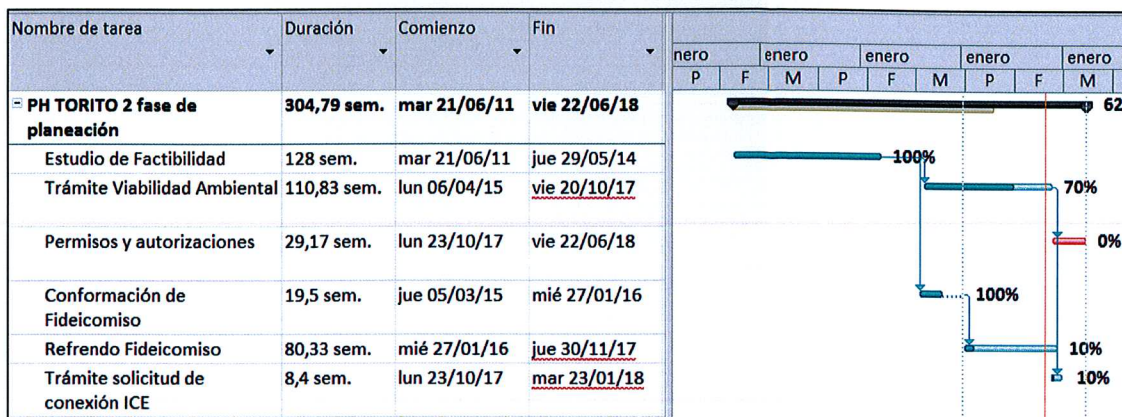 Nombre de tarea Duración Comienzo Fin
nero enero enero enero enero
P F M P F M P F M
PH TORITO 2 fase de planeación 304,79 sem. mar 21/06/11 vie 22/06/18 62
Estudio de Factibilidad 128 sem. mar 21/06/11 jue 29/05/14 100%
Trámite Viabilidad Ambiental 110,83 sem. lun 06/04/15 vie 20/10/17 70%
Permisos y autorizaciones 29,17 sem. lun 23/10/17 vie 22/06/18 0%
Conformación de Fideicomiso 19,5 sem. jue 05/03/15 mié 27/01/16 100%
Refrendo Fideicomiso 80,33 sem. mié 27/01/16 jue 30/11/17 10%
Trámite solicitud de conexión ICE 8,4 sem. lun 23/10/17 mar 23/01/18 10%